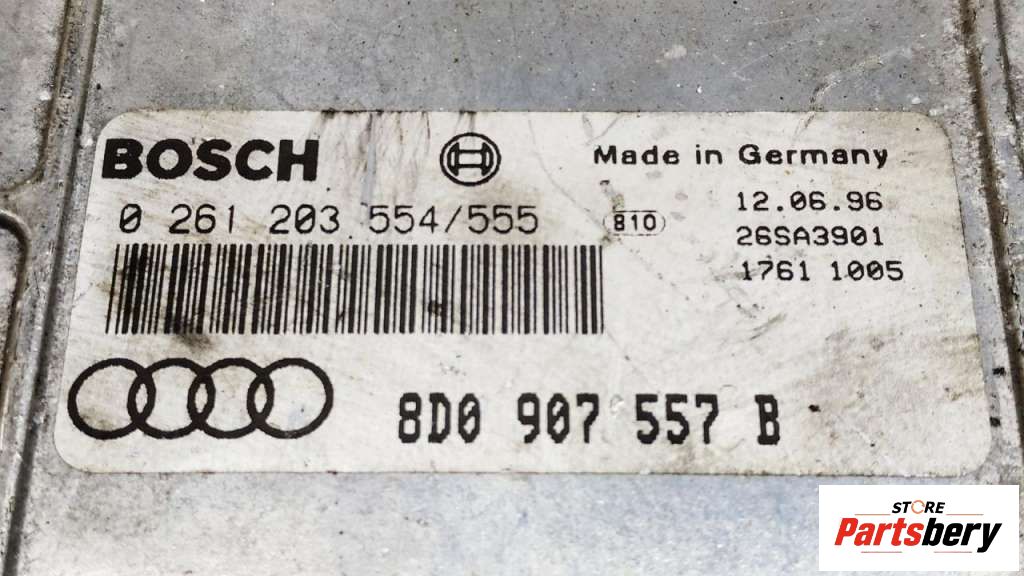 BOSCH
Made in Germany
0 261 203 554/555
810
12.06.96
26SA3901
1761 1005
8D0 907 557 B
STORE
Partsbery